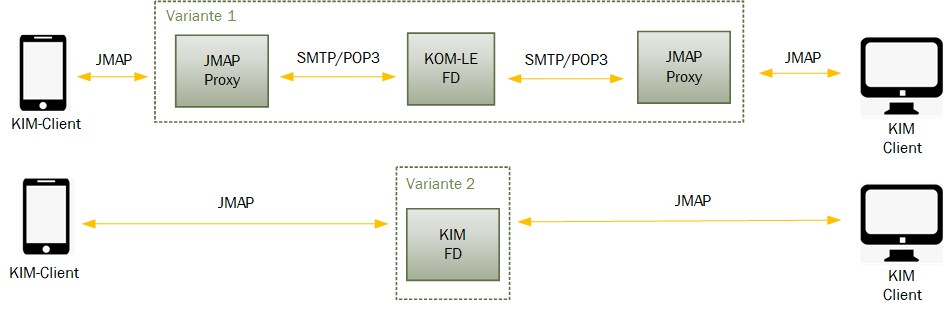 Variante 1
JMAP
JMAP
Proxy
SMTP/POP3
KOM-LE
FD
SMTP/POP3
JMAP
Proxy
JMAP
KIM-Client
KIM
Client
Variante 2
JMAP
KIM
FD
JMAP
KIM-Client
KIM
Client